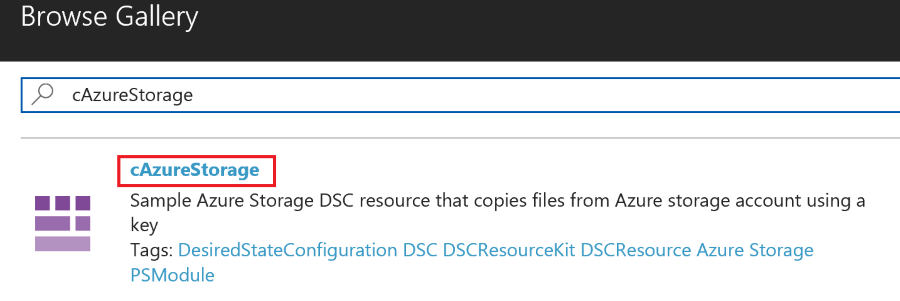 Browse Gallery
cAzureStorage
cAzureStorage
Sample Azure Storage DSC resource that copies files from Azure storage account using a
key
Tags: DesiredStateConfiguration DSC DSCResourceKit DSCResource Azure Storage
PSModule